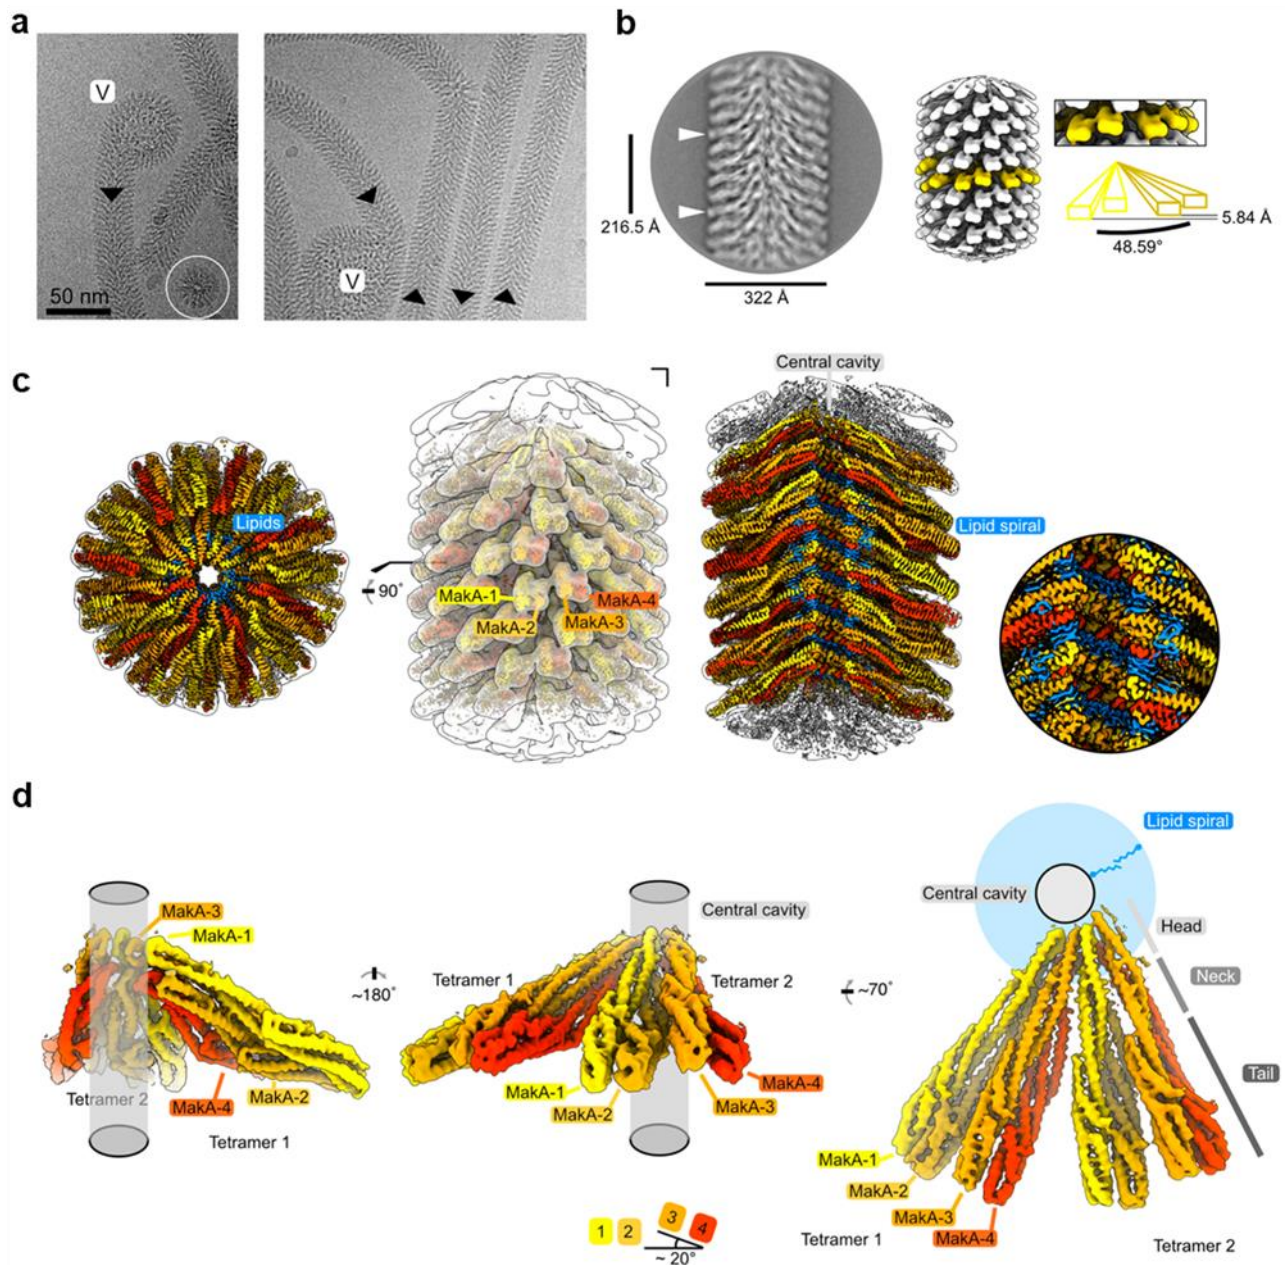 a
V
50 nm
V
b
216.5 Å
322 Å
5.84 Å
48.59°
c
Lipids
90°
MakA-1
MakA-2
MakA-3
MakA-4
Central cavity
Lipid spiral
d
MakA-3
MakA-1
Tetramer 2
MakA-4
MakA-2
Tetramer 1
~180°
Central cavity
Tetramer 1
Tetramer 2
MakA-1
MakA-2
MakA-3
MakA-4
~70°
Lipid spiral
Central cavity
Head
Neck
Tail
MakA-1
MakA-2
MakA-3
MakA-4
Tetramer 1
Tetramer 2
1 2 3 4
~ 20°